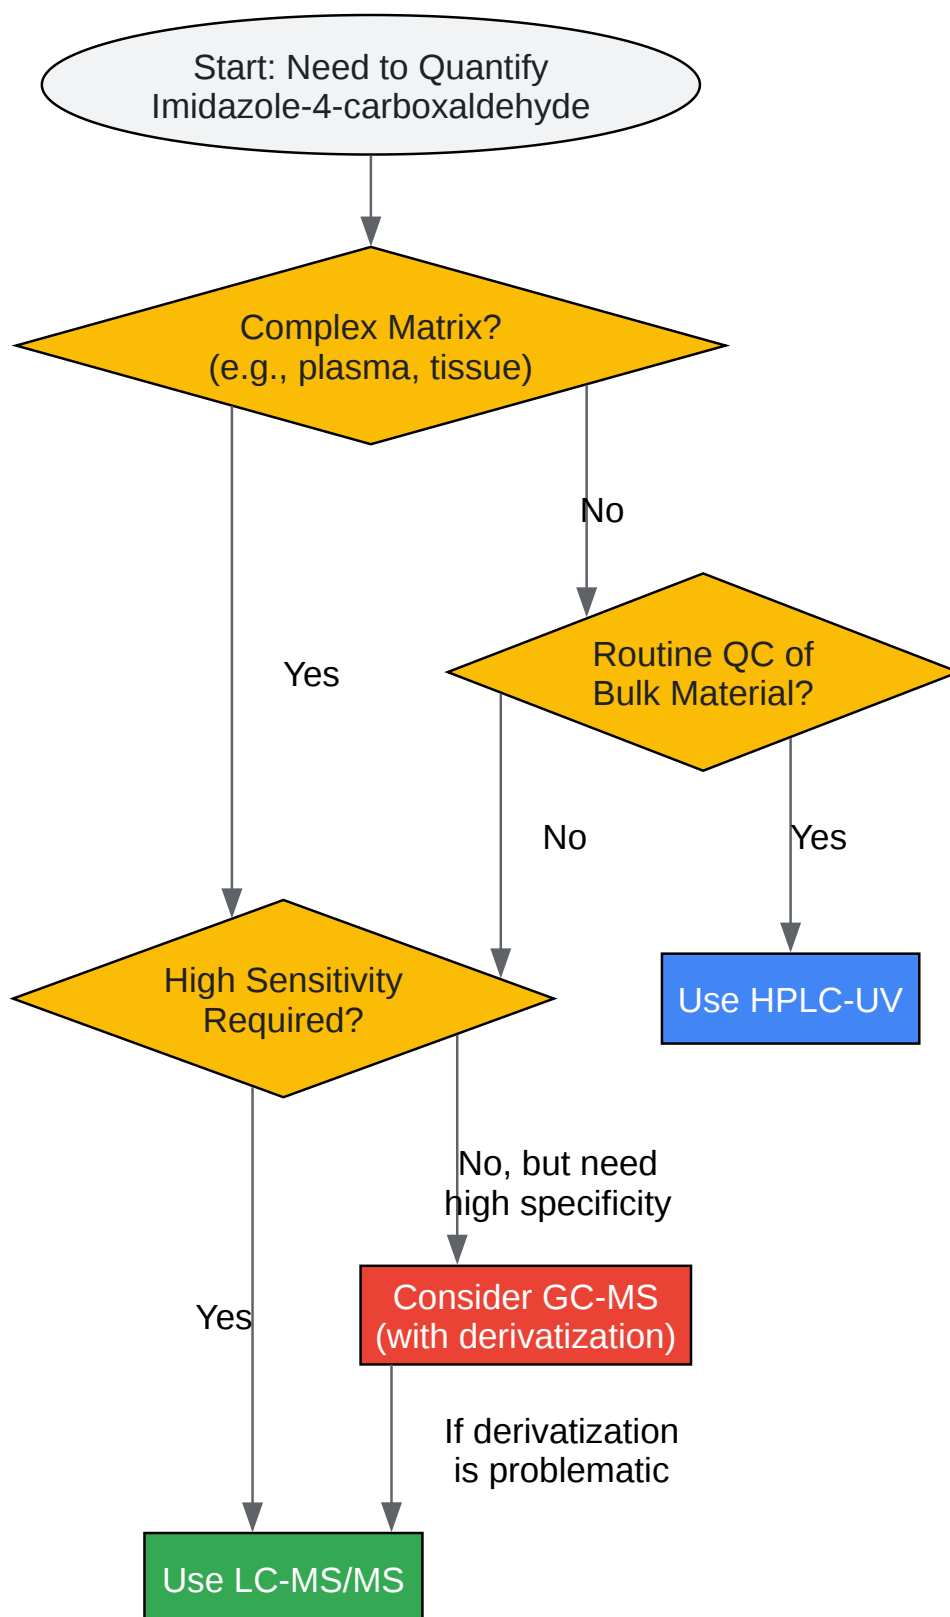 Start: Need to Quantify
Imidazole-4-carboxaldehyde
Complex Matrix?
(e.g., plasma, tissue)
No
Yes
Routine QC of
Bulk Material?
No
Yes
High Sensitivity
Required?
Use HPLC-UV
No, but need
high specificity
Yes
Consider GC-MS
(with derivatization)
If derivatization
is problematic
Use LC-MS/MS